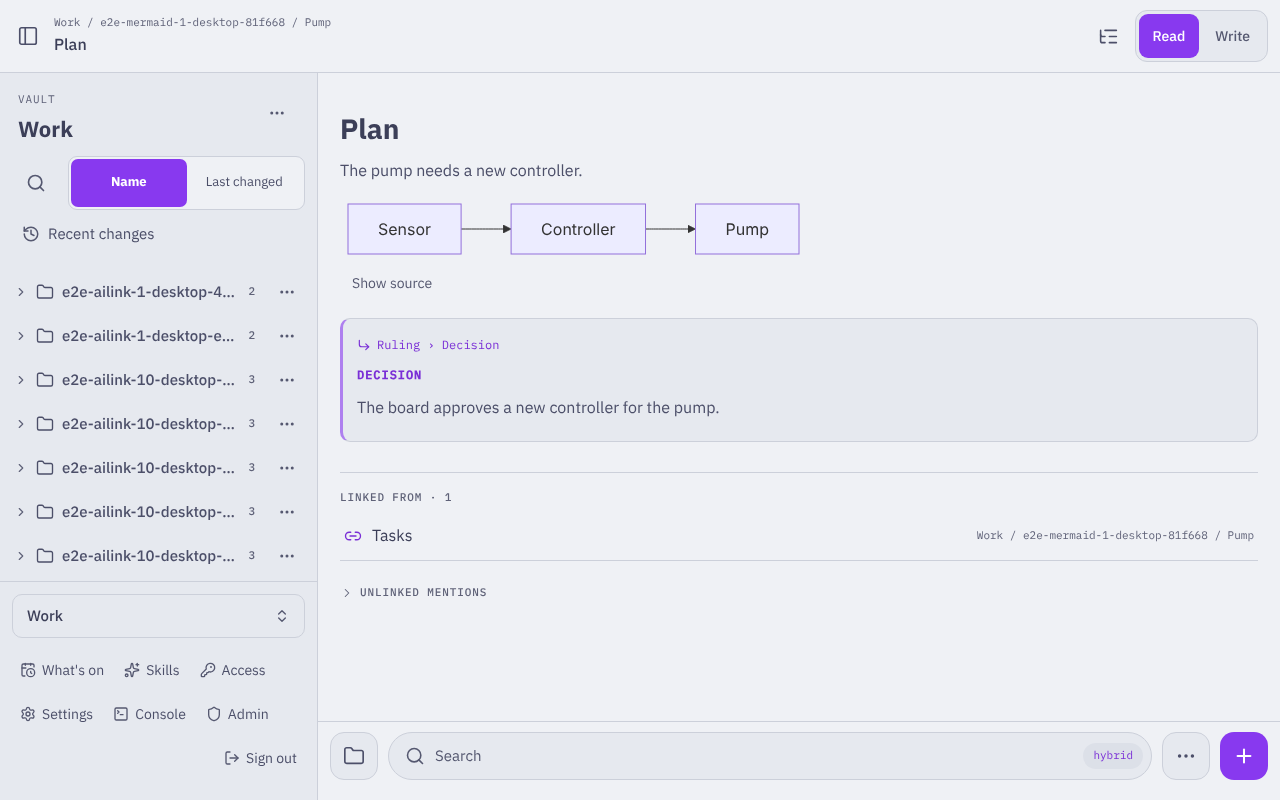 Work / e2e-mermaid-1-desktop-81f668 / Pump
Plan
Read
Write
VAULT
Work
Name
Last changed
Recent changes
e2e-ailink-1-desktop-4... 2
e2e-ailink-1-desktop-e... 2
e2e-ailink-10-desktop-... 3
e2e-ailink-10-desktop-... 3
e2e-ailink-10-desktop-... 3
e2e-ailink-10-desktop-... 3
e2e-ailink-10-desktop-... 3
Work
What's on
Skills
Access
Settings
Console
Admin
Sign out
Plan
The pump needs a new controller.
Sensor
Controller
Pump
Show source
Ruling › Decision
DECISION
The board approves a new controller for the pump.
LINKED FROM · 1
Tasks
Work / e2e-mermaid-1-desktop-81f668 / Pump
UNLINKED MENTIONS
Search
hybrid